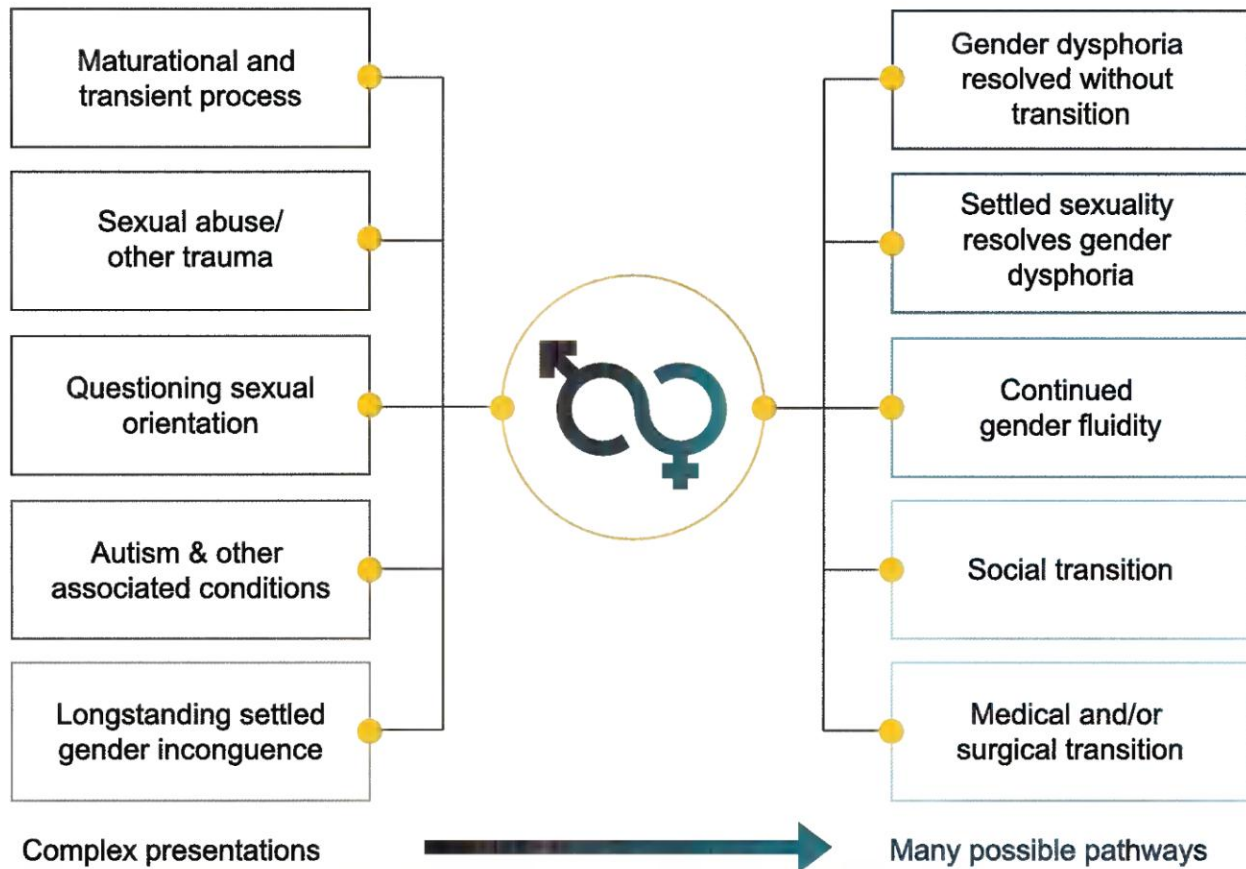 Maturational and
transient process
Sexual abuse/
other trauma
Questioning sexual
orientation
Autism & other
associated conditions
Longstanding settled
gender inconguence
Complex presentations
Gender dysphoria
resolved without
transition
Settled sexuality
resolves gender
dysphoria
Continued
gender fluidity
Social transition
Medical and/or
surgical transition
Many possible pathways